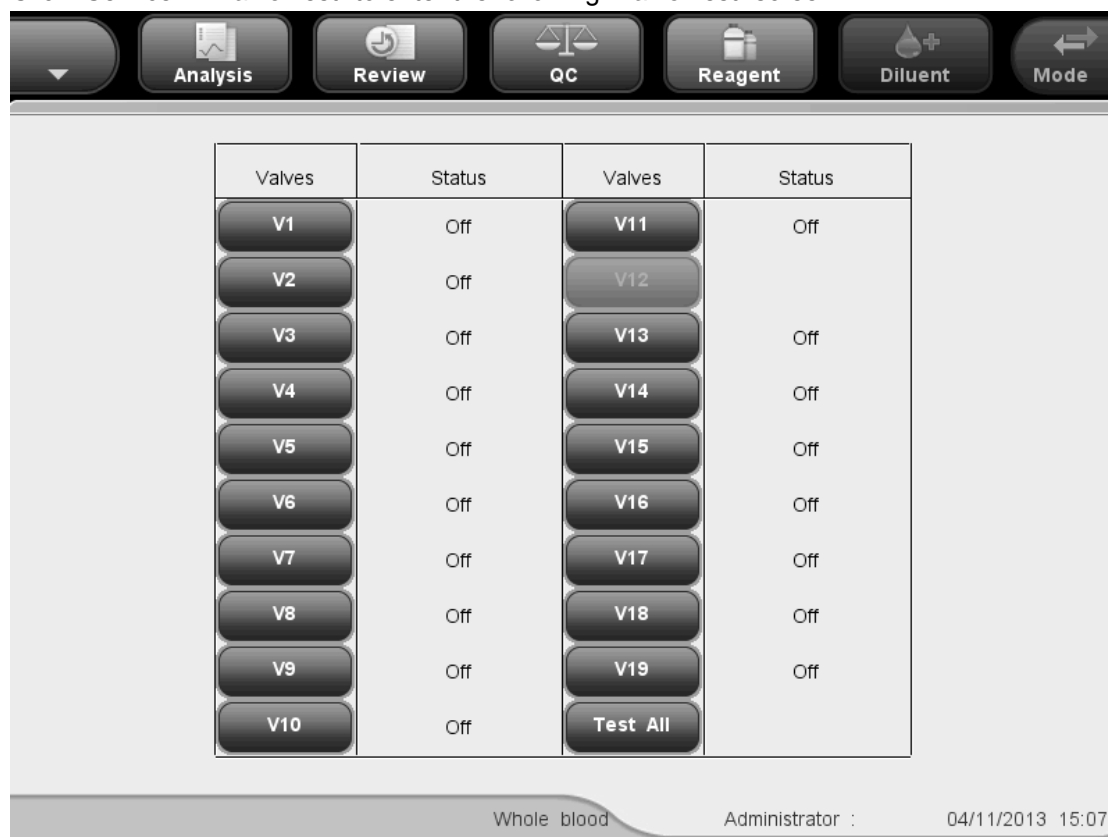 Analysis Review QC Reagent Diluent Mode
Valves Status Valves Status
V1 Off V11 Off
V2 Off V12
V3 Off V13 Off
V4 Off V14 Off
V5 Off V15 Off
V6 Off V16 Off
V7 Off V17 Off
V8 Off V18 Off
V9 Off V19 Off
V10 Off Test All
Whole blood Administrator : 04/11/2013 15:07